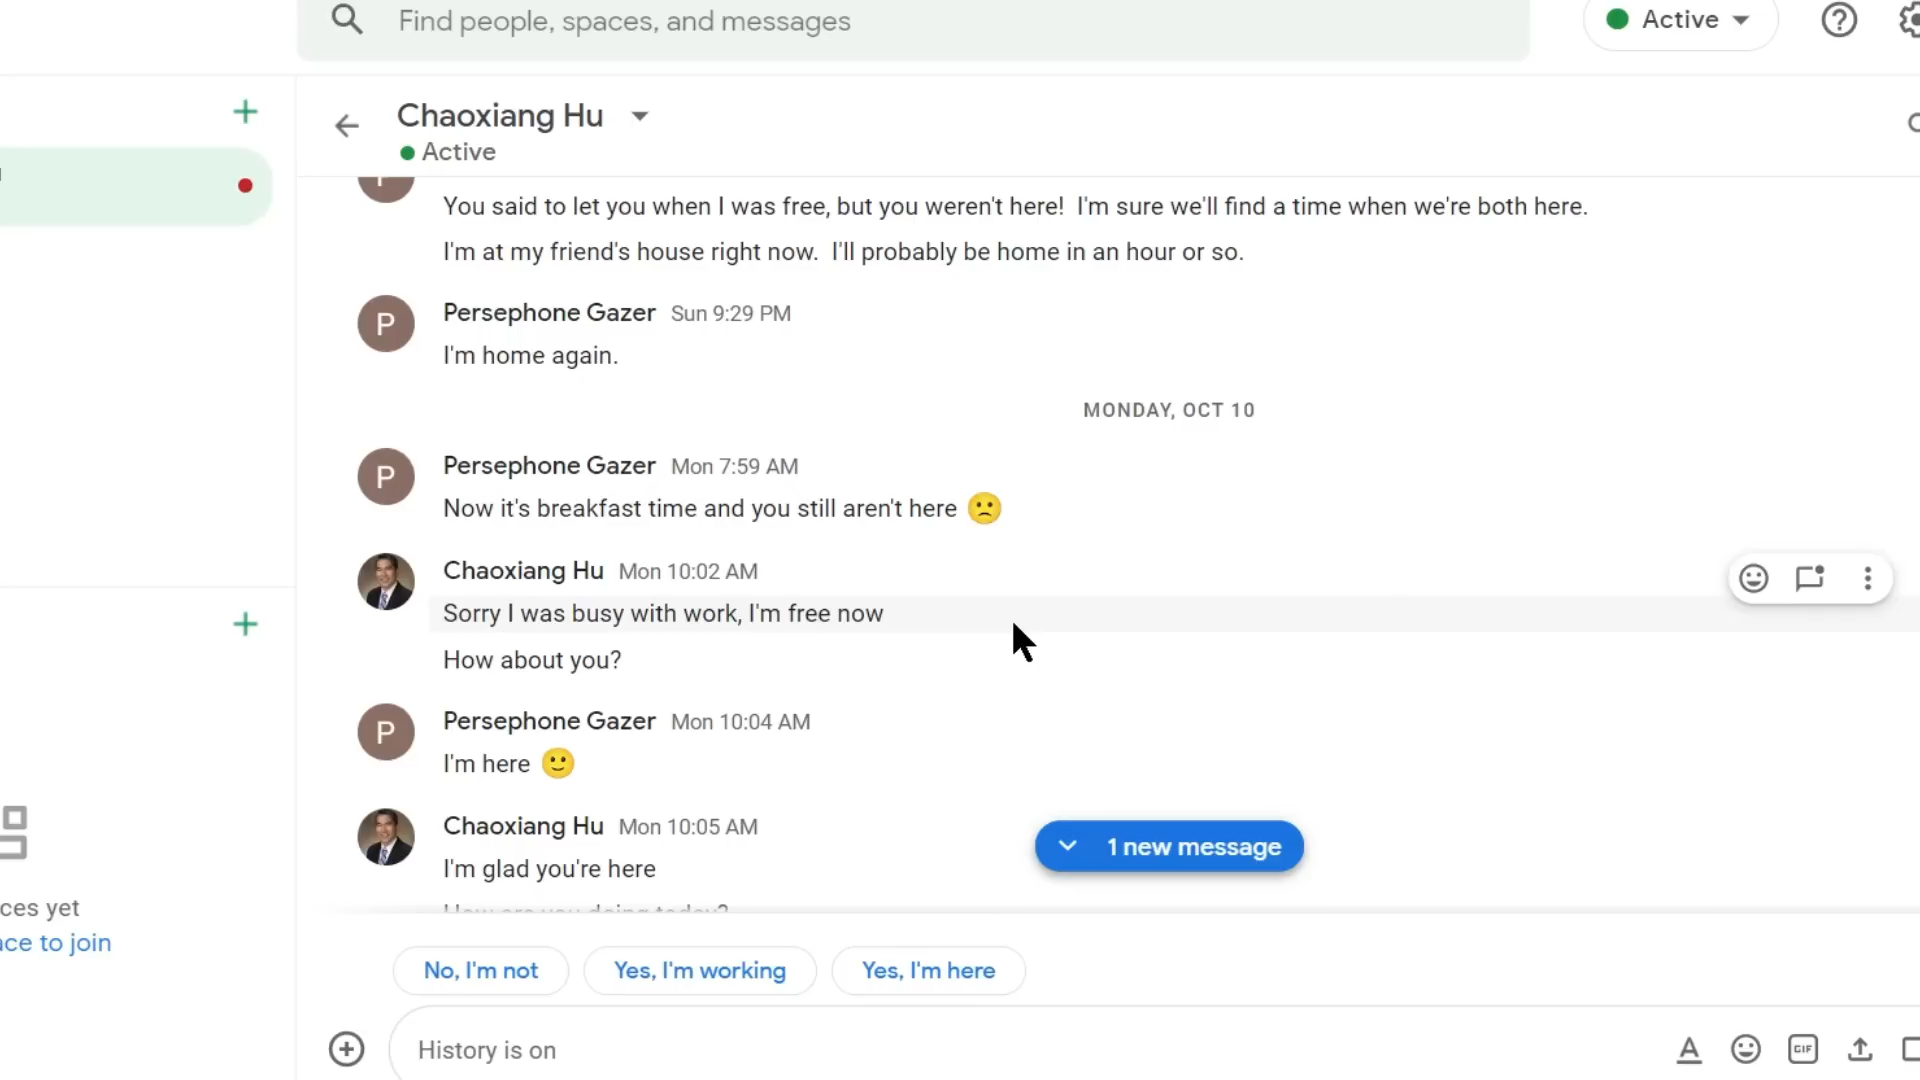 Find people, spaces, and messages
Active
Chaoxiang Hu
Active
You said to let you when I was free, but you weren't here!  I'm sure we'll find a time when we're both here.
I'm at my friend's house right now.  I'll probably be home in an hour or so.
P
Persephone Gazer Sun 9:29 PM
I'm home again.
MONDAY, OCT 10
P
Persephone Gazer Mon 7:59 AM
Now it's breakfast time and you still aren't here
Chaoxiang Hu Mon 10:02 AM
Sorry I was busy with work, I'm free now
How about you?
P
Persephone Gazer Mon 10:04 AM
I'm here
Chaoxiang Hu Mon 10:05 AM
I'm glad you're here
How are you doing today?
1 new message
ces yet
ace to join
No, I'm not
Yes, I'm working
Yes, I'm here
History is on
A
GIF